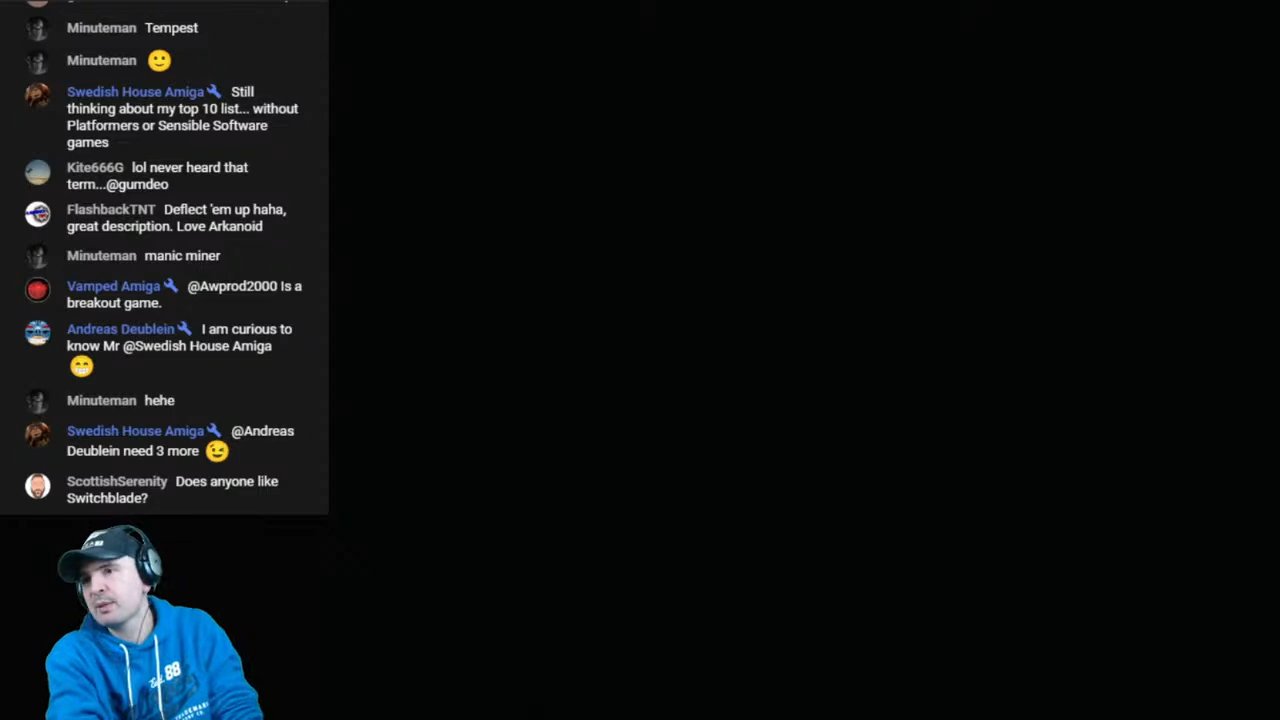 Minuteman Tempest
Minuteman 🙂
Swedish House Amiga Still
thinking about my top 10 list... without
Platformers or Sensible Software
games
Kite666G lol never heard that
term...@gumdeo
FlashbackTNT Deflect 'em up haha,
great description. Love Arkanoid
Minuteman manic miner
Vamped Amiga @Awprod2000 Is a
breakout game.
Andreas Deublein I am curious to
know Mr @Swedish House Amiga
😁
Minuteman hehe
Swedish House Amiga @Andreas
Deublein need 3 more 😉
ScottishSerenity Does anyone like
Switchblade?
88